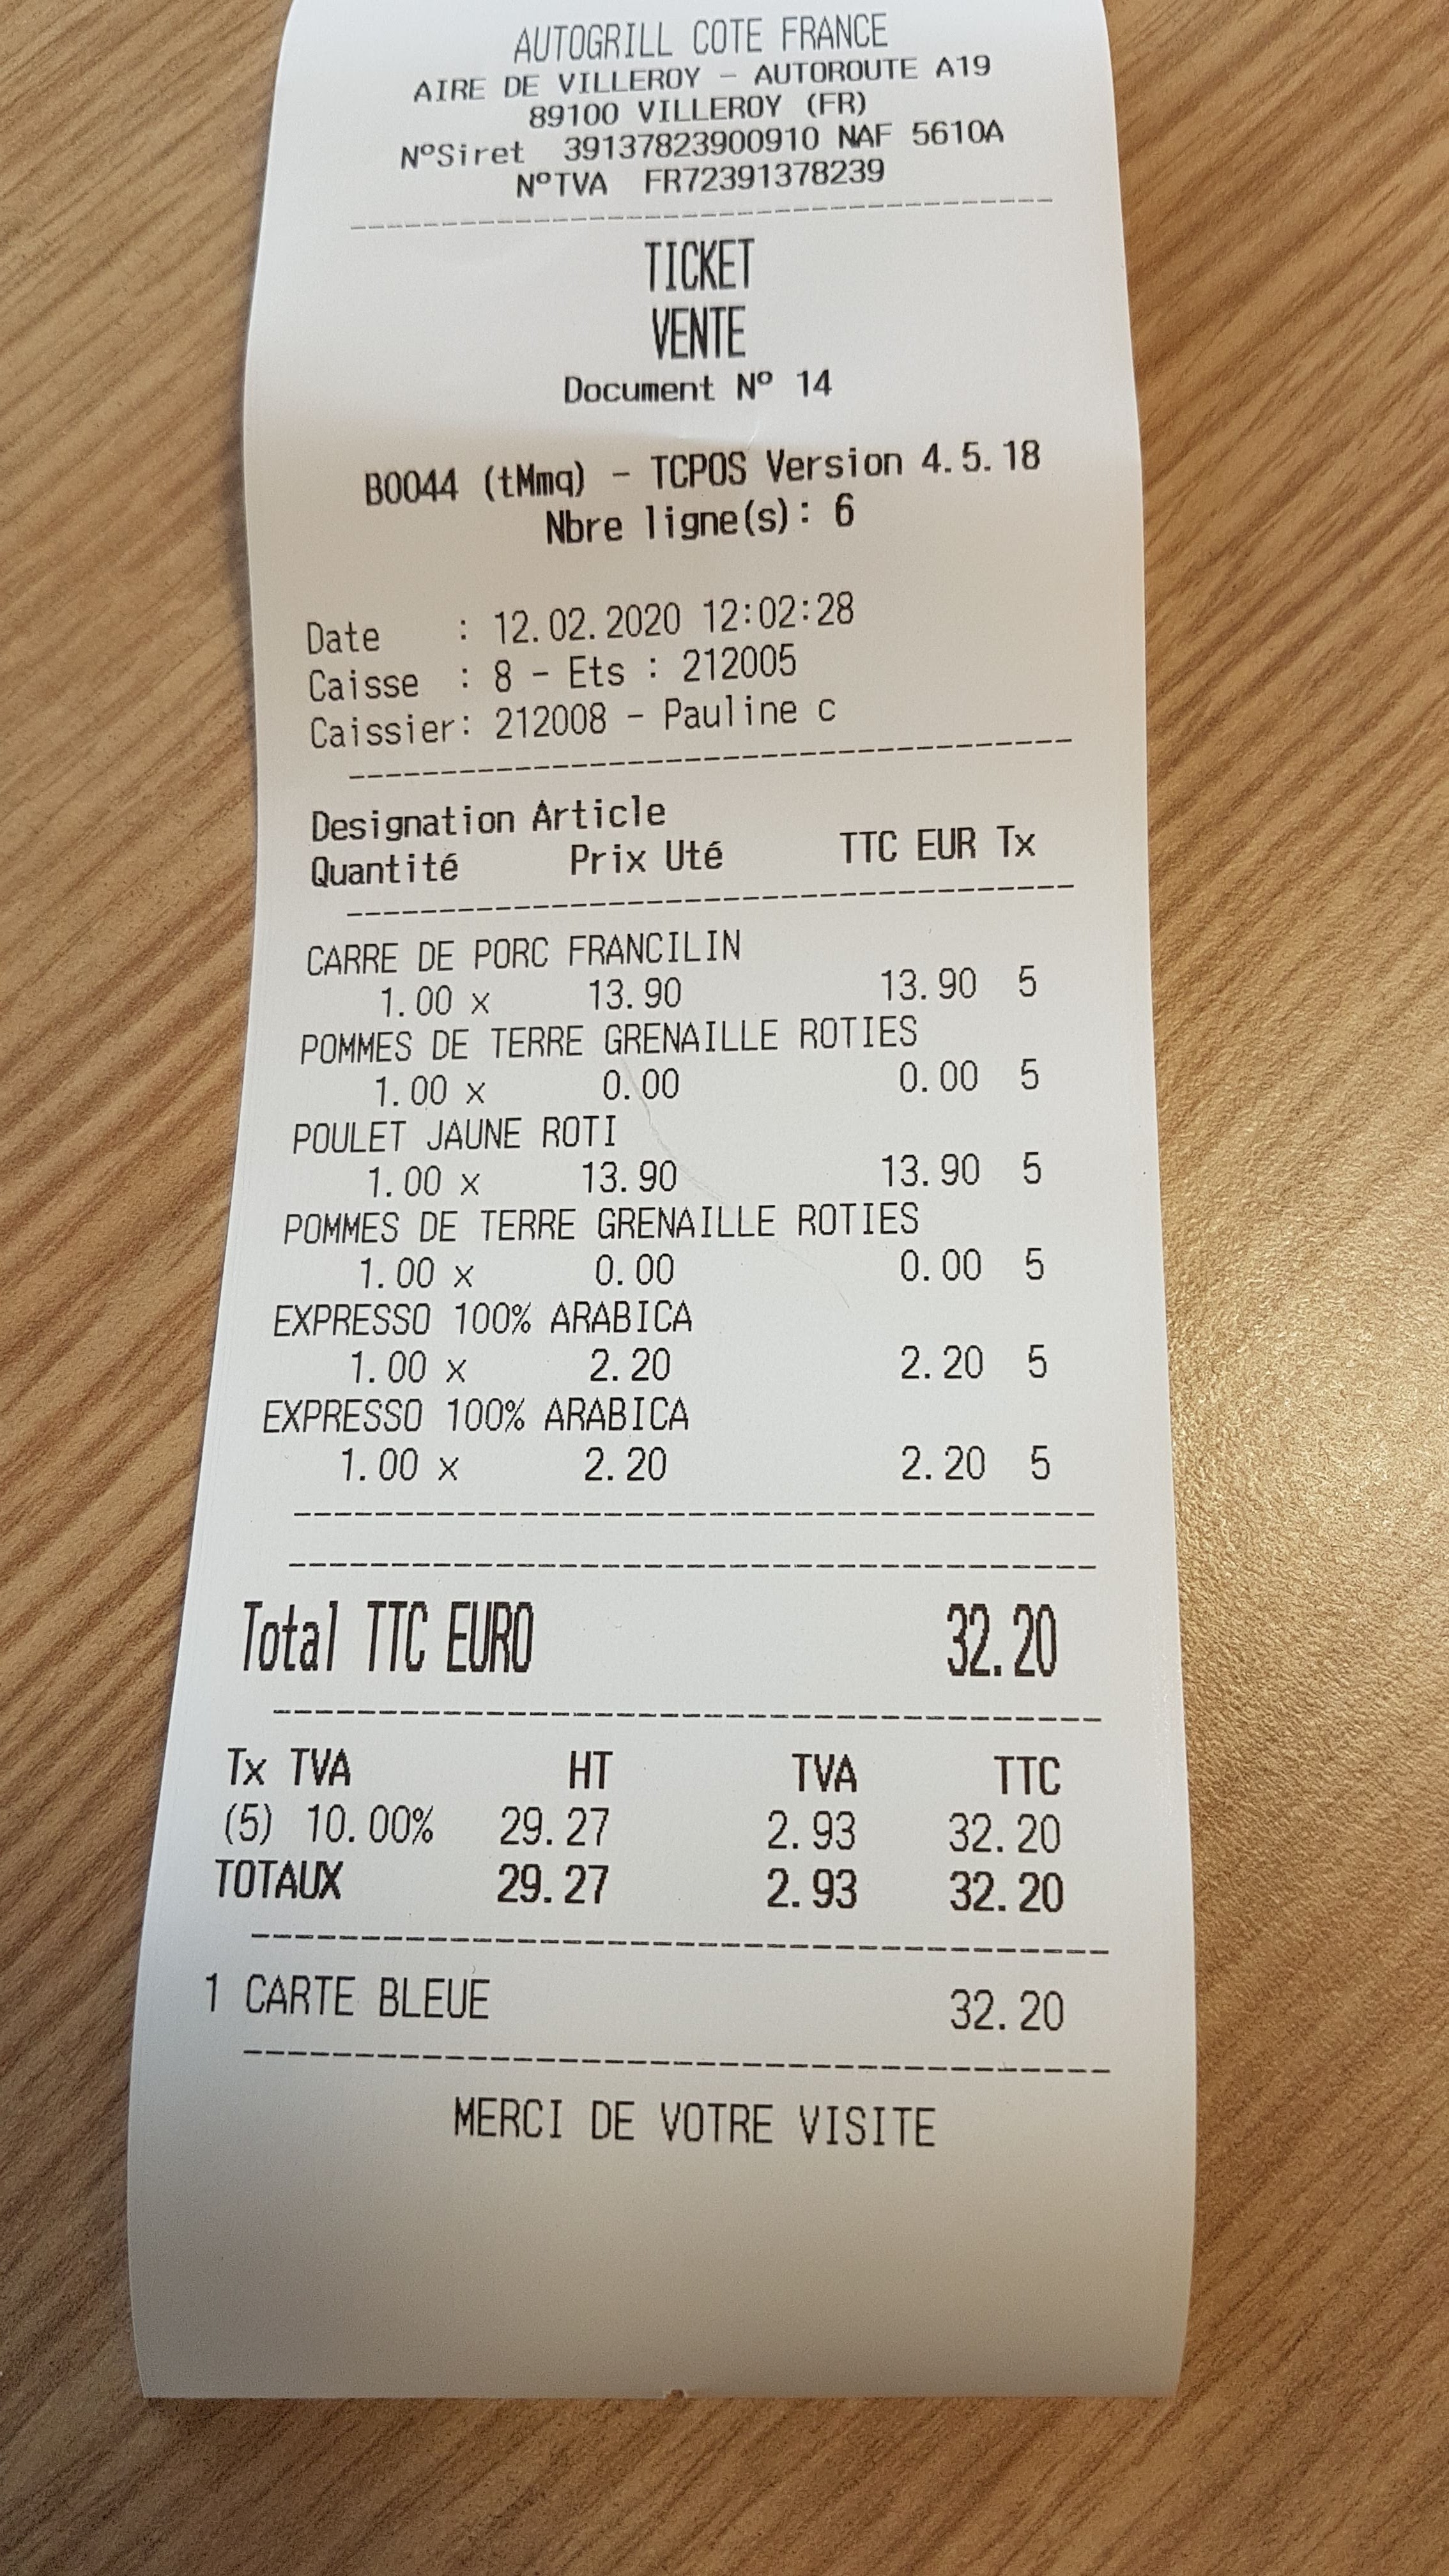 AUTOGRILL COTE FRANCE
AIRE DE VILLEROY - AUTOROUTE A19
89100 VILLEROY (FR)
N°Siret 39137823900910 NAF 5610A
N°TVA FR72391378239
TICKET
VENTE
Document N° 14
B0044 (tMmq) - TCPOS Version 4.5.18
Nbre ligne(s): 6
Date : 12.02.2020 12:02:28
Caisse : 8 - Ets : 212005
Caissier: 212008 - Pauline c
Designation Article
Quantité Prix Uté TTC EUR Tx
CARRE DE PORC FRANCILIN
1.00 x 13.90 13.90 5
POMMES DE TERRE GRENAILLE ROTIES
1.00 x 0.00 0.00 5
POULET JAUNE ROTI
1.00 x 13.90 13.90 5
POMMES DE TERRE GRENAILLE ROTIES
1.00 x 0.00 0.00 5
EXPRESSO 100% ARABICA
1.00 x 2.20 2.20 5
EXPRESSO 100% ARABICA
1.00 x 2.20 2.20 5
Total TTC EURO 32.20
Tx TVA HT TVA TTC
(5) 10.00% 29.27 2.93 32.20
TOTAUX 29.27 2.93 32.20
1 CARTE BLEUE 32.20
MERCI DE VOTRE VISITE